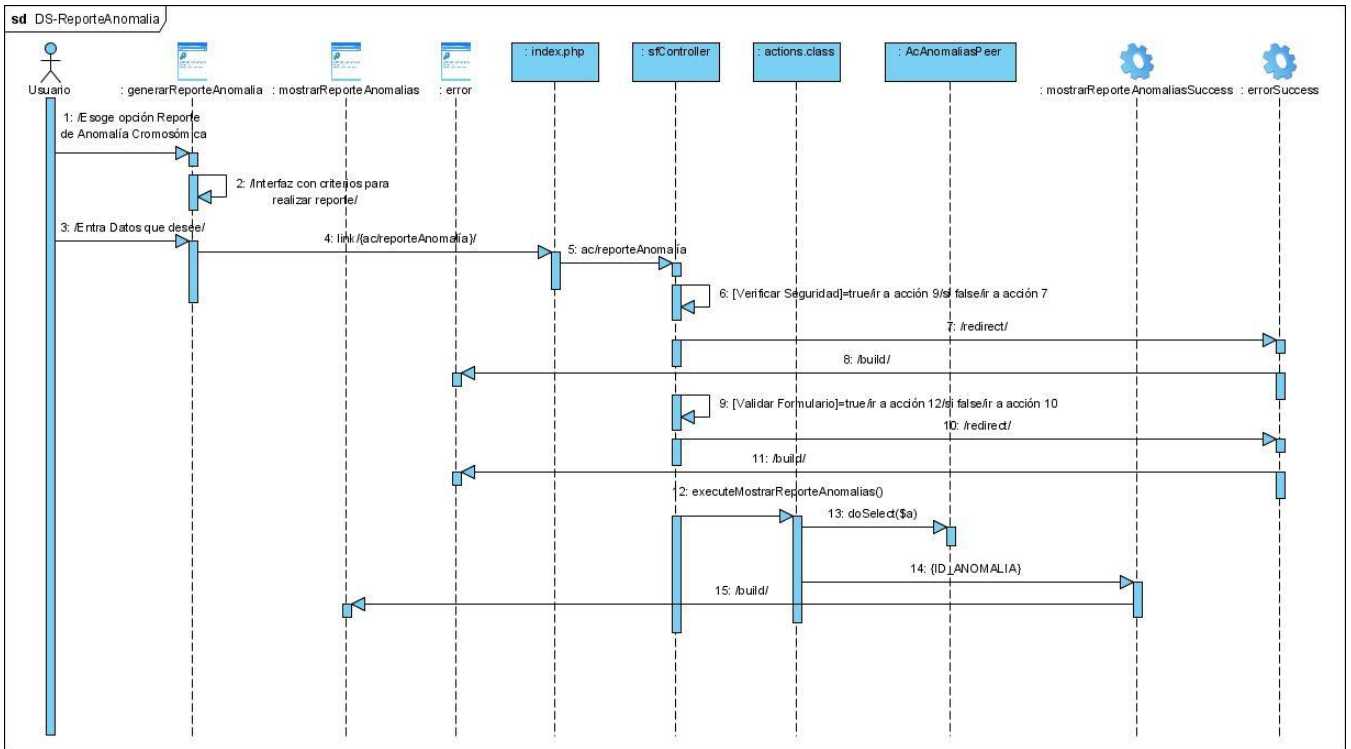 sd DS-ReporteAnomalia
Usuario
: generarReporteAnomalia
: mostrarReporteAnomalias
: error
: index.php
: sfController
: actions.class
: AcAnomaliasPeer
: mostrarReporteAnomaliasSuccess
: errorSuccess
1: /Esoge opción Reporte
de Anomalía Cromosómica
2: /Interfaz con criterios para
realizar reporte/
3: /Entra Datos que desee/
4: link/{ac/reporteAnomalía}/
5: ac/reporteAnomalía
6: [Verificar Seguridad]=true/ir a acción 9/si false/ir a acción 7
7: /redirect/
8: /build/
9: [Validar Formulario]=true/ir a acción 12/si false/ir a acción 10
10: /redirect/
11: /build/
12: executeMostrarReporteAnomalias()
13: doSelect($a)
14: {ID_ANOMALIA}
15: /build/